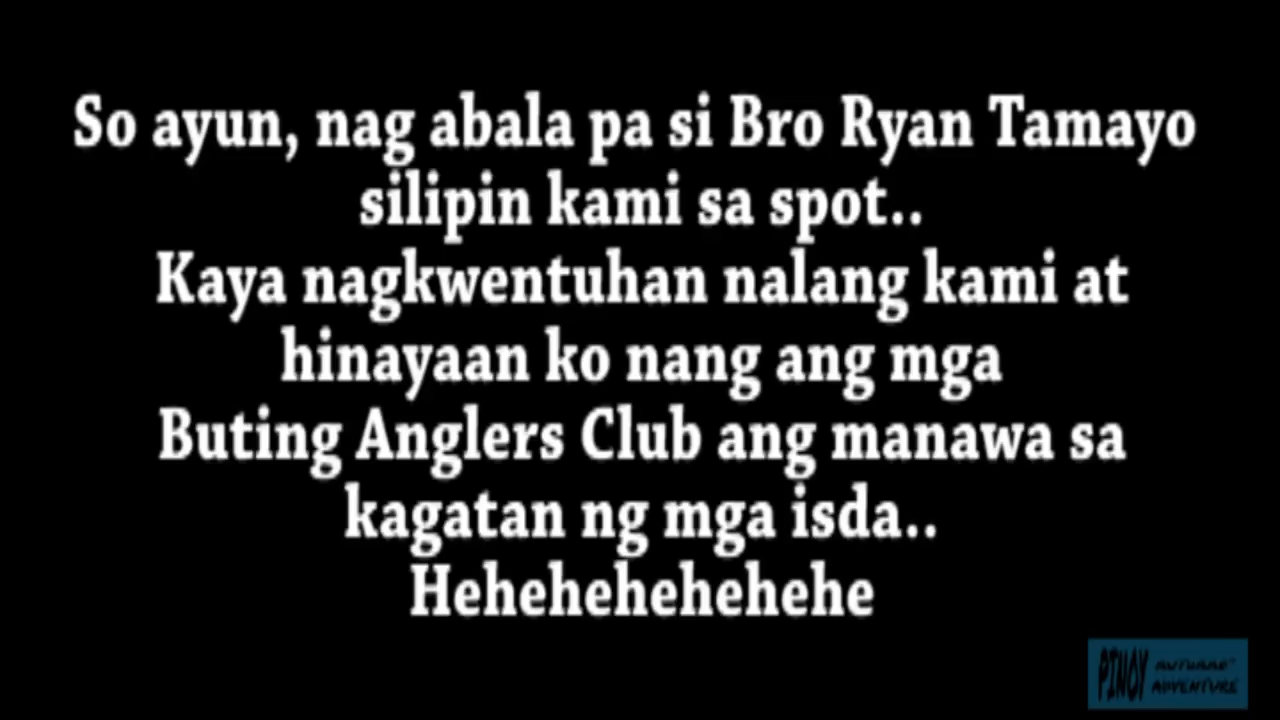 So ayun, nag abala pa si Bro Ryan Tamayo
silipin kami sa spot..
Kaya nagkwentuhan nalang kami at
hinayaan ko nang ang mga
Buting Anglers Club ang manawa sa
kagatan ng mga isda..
Hehehehehehehe
PINOY
ADVENTURE